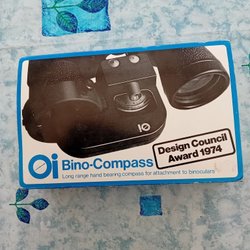 Oi Bino-Compass
Long range hand bearing compass for attachment to binoculars
Design Council
Award 1974